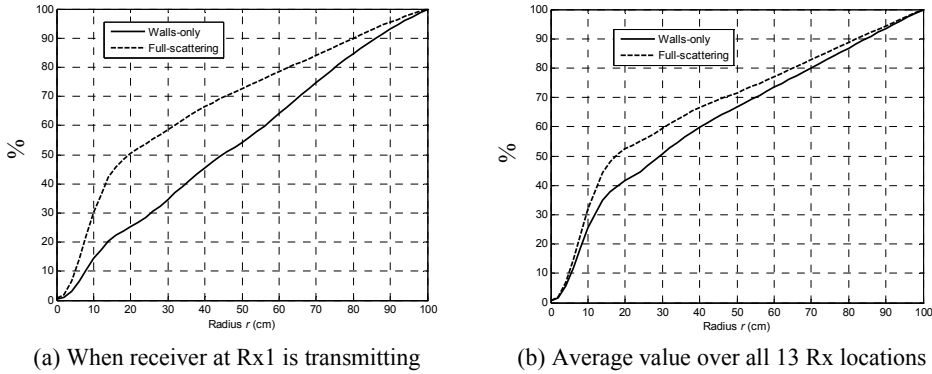 100
90
80
70
60
50
40
30
20
10
0
%
Walls-only
Full-scattering
0 10 20 30 40 50 60 70 80 90 100
Radius r (cm)
(a) When receiver at Rx1 is transmitting
100
90
80
70
60
50
40
30
20
10
0
%
Walls-only
Full-scattering
0 10 20 30 40 50 60 70 80 90 100
Radius r (cm)
(b) Average value over all 13 Rx locations